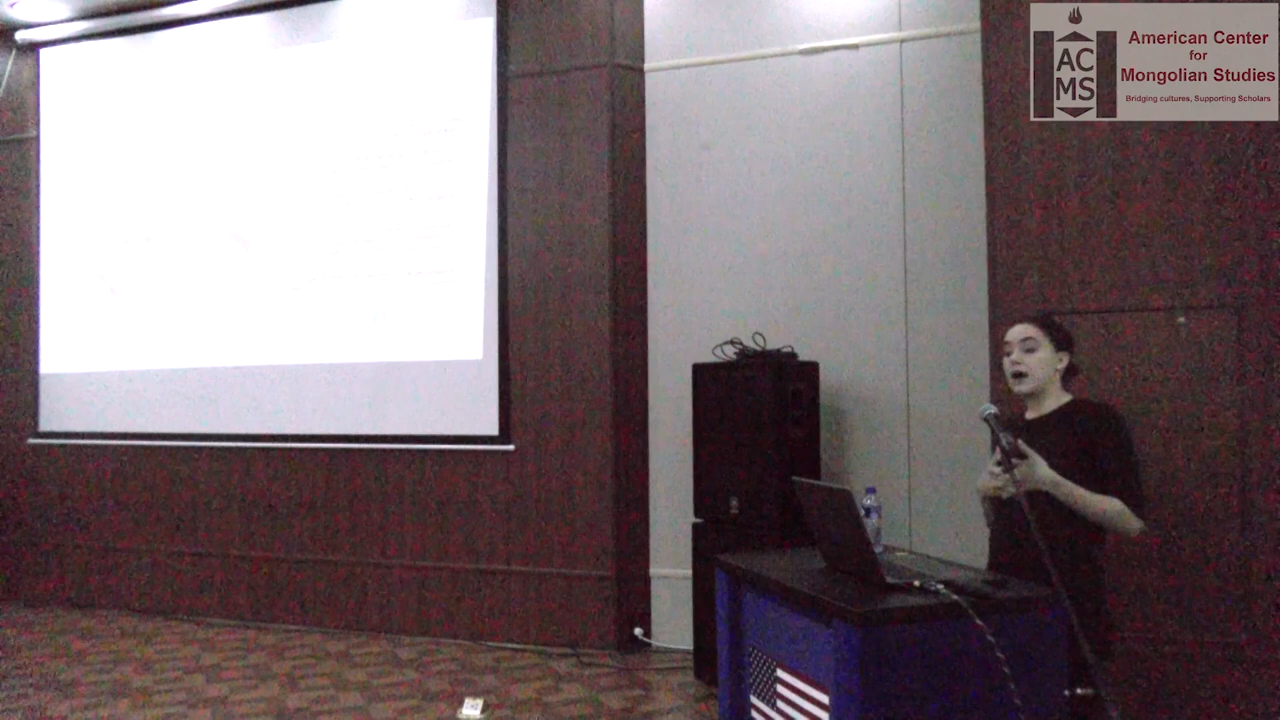 AC
MS
American Center
for
Mongolian Studies
Bridging cultures, Supporting Scholars